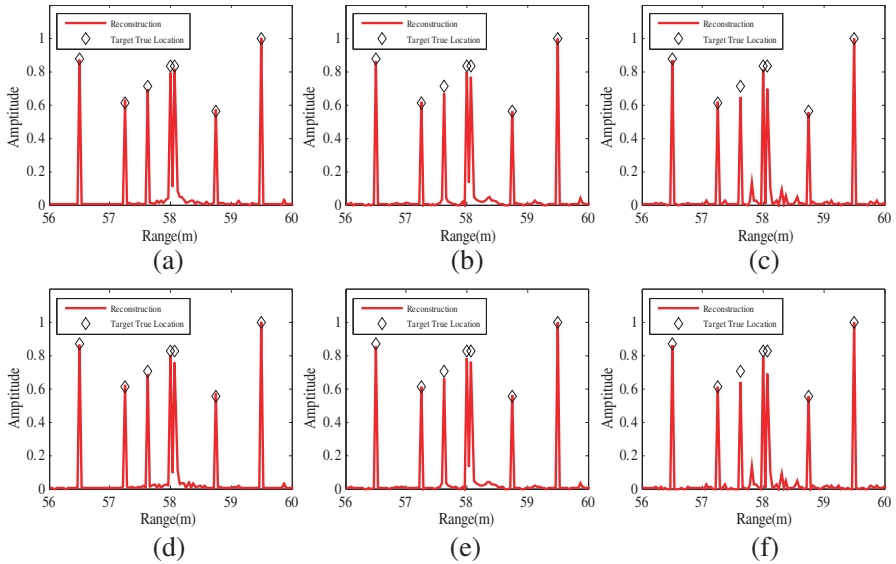 Reconstruction
Target True Location
1
0.8
0.6
0.4
0.2
0
Amptitude
56 57 58 59 60
Range(m)
(a)
Reconstruction
Target True Location
1
0.8
0.6
0.4
0.2
0
Amptitude
56 57 58 59 60
Range(m)
(b)
Reconstruction
Target True Location
1
0.8
0.6
0.4
0.2
0
Amptitude
56 57 58 59 60
Range(m)
(c)
Reconstruction
Target True Location
1
0.8
0.6
0.4
0.2
0
Amptitude
56 57 58 59 60
Range(m)
(d)
Reconstruction
Target True Location
1
0.8
0.6
0.4
0.2
0
Amptitude
56 57 58 59 60
Range(m)
(e)
Reconstruction
Target True Location
1
0.8
0.6
0.4
0.2
0
Amptitude
56 57 58 59 60
Range(m)
(f)